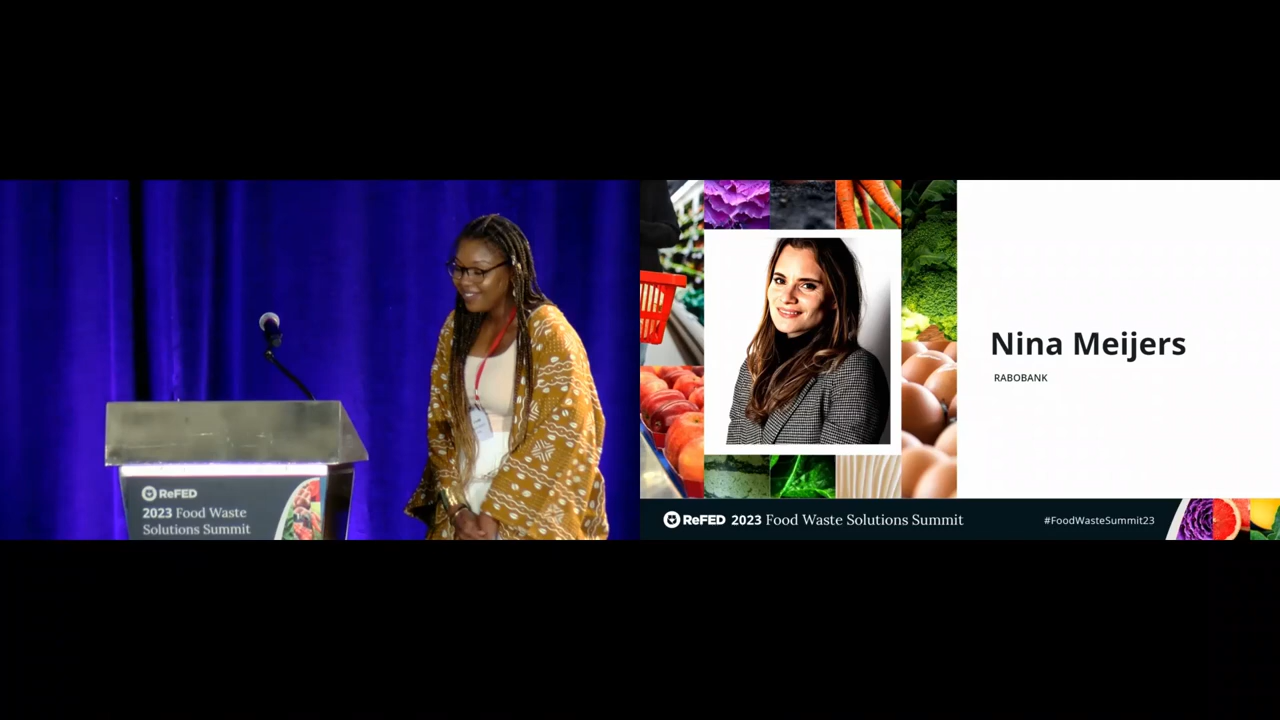 ReFED
2023 Food Waste
Solutions Summit
Nina Meijers
RABOBANK
ReFED 2023 Food Waste Solutions Summit
#FoodWasteSummit23